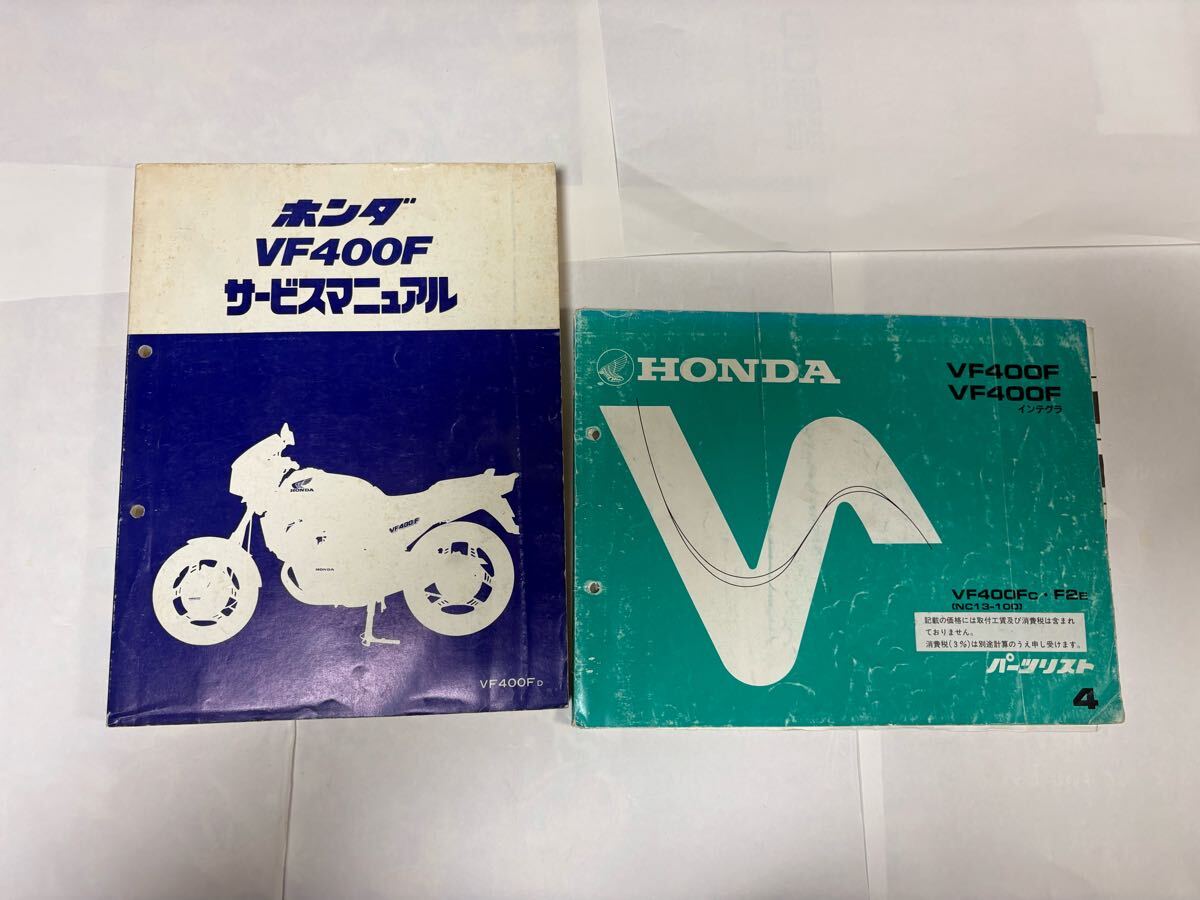 ホンダ
VF400F
サービスマニュアル
HONDA
VF400F
HONDA
VF400F D
HONDA
VF400F
VF400F
インテグラ
VF400FC・F2E
(NC13-100)
記載の価格には取付工賃及び消費税は含まれ
ておりません。
消費税(3%)は別途計算のうえ申し受けます。
パーツリスト
4